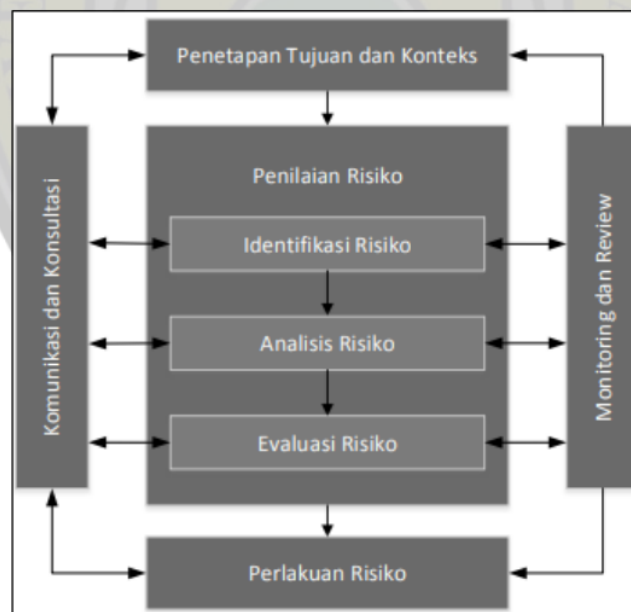 Penetapan Tujuan dan Konteks
Komunikasi dan Konsultasi
Penilaian Risiko
Identifikasi Risiko
Analisis Risiko
Evaluasi Risiko
Monitoring dan Review
Perlakuan Risiko